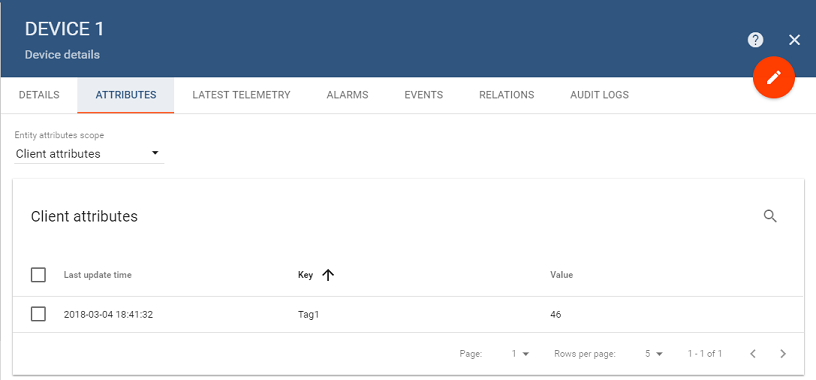 DEVICE 1
Device details
DETAILS ATTRIBUTES LATEST TELEMETRY ALARMS EVENTS RELATIONS AUDIT LOGS
Entity attributes scope
Client attributes
Client attributes
Last update time Key Value
2018-03-04 18:41:32 Tag1 46
Page: 1 Rows per page: 5 1 - 1 of 1